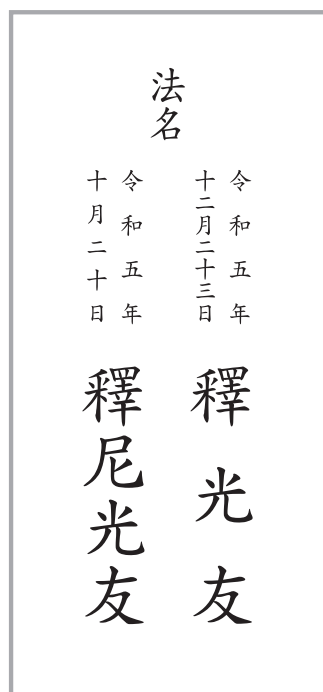 法名
令和五年
十二月二十三日
釋光友
令和五年
十月二十日
釋尼光友